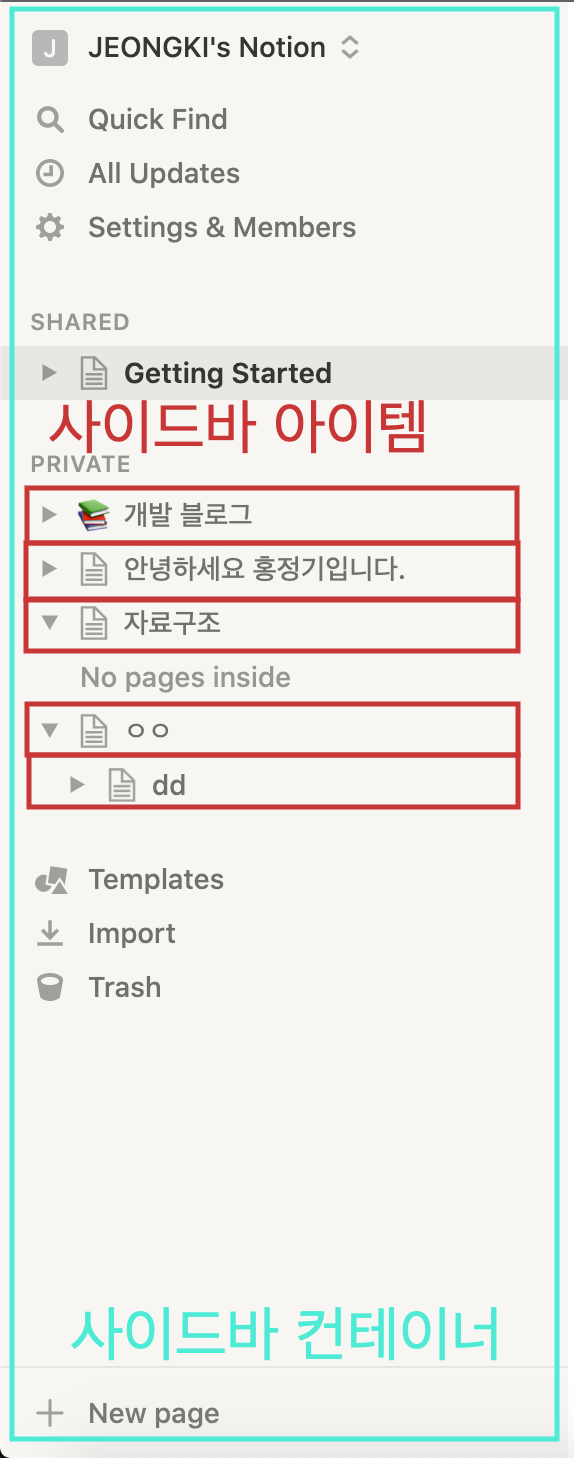 J JEONGKI's Notion
Quick Find
All Updates
Settings & Members
SHARED
Getting Started
사이드바 아이템
PRIVATE
개발 블로그
안녕하세요 홍정기입니다.
자료구조
No pages inside
ㅇㅇ
dd
Templates
Import
Trash
사이드바 컨테이너
New page